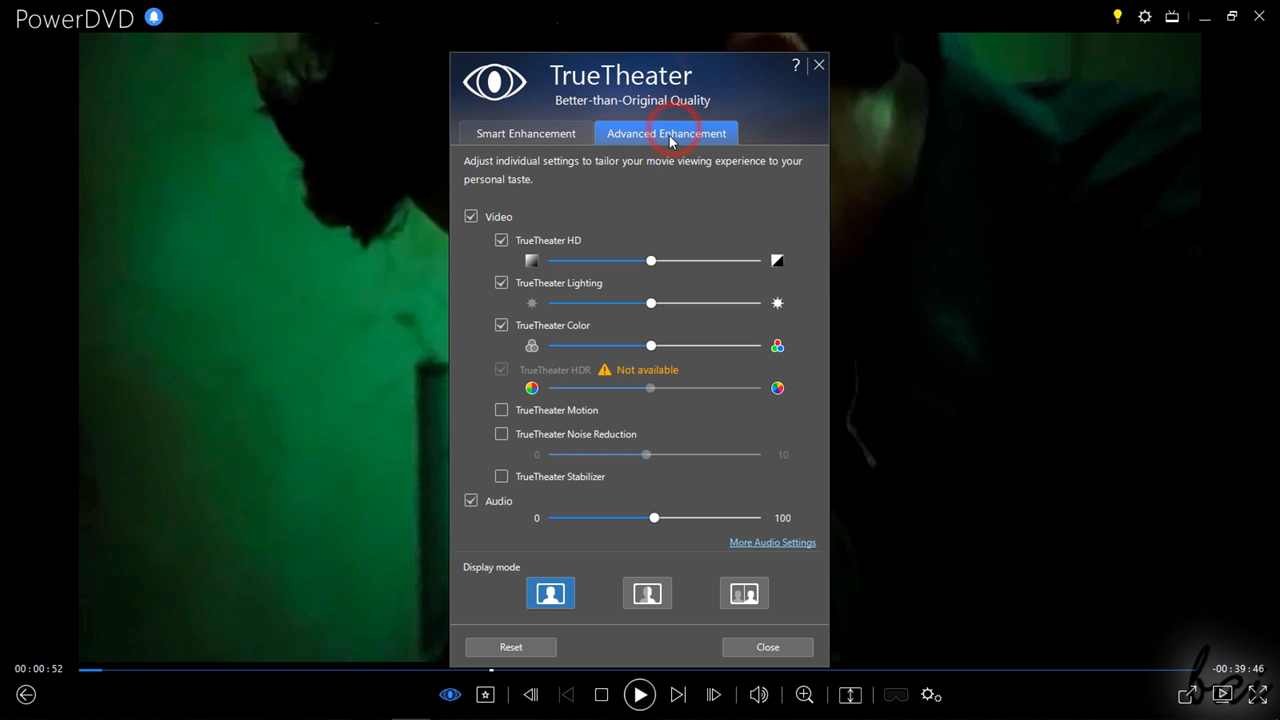 PowerDVD
TrueTheater
Better-than-Original Quality
?
Smart Enhancement
Advanced Enhancement
Adjust individual settings to tailor your movie viewing experience to your
personal taste.
Video
TrueTheater HD
TrueTheater Lighting
TrueTheater Color
TrueTheater HDR Not available
TrueTheater Motion
TrueTheater Noise Reduction
0 10
TrueTheater Stabilizer
Audio
0 100
More Audio Settings
Display mode
Reset Close
00:00:52 -00:39:46
bei